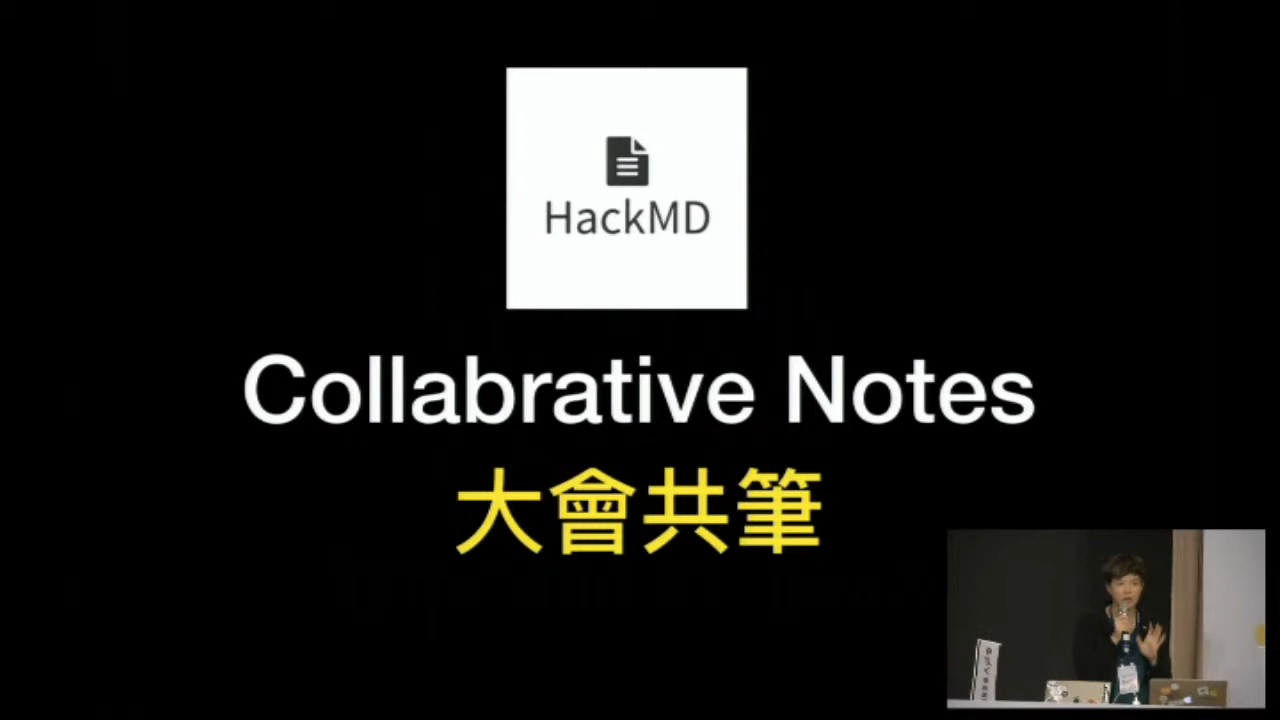 HackMD
Collabrative Notes
大會共筆